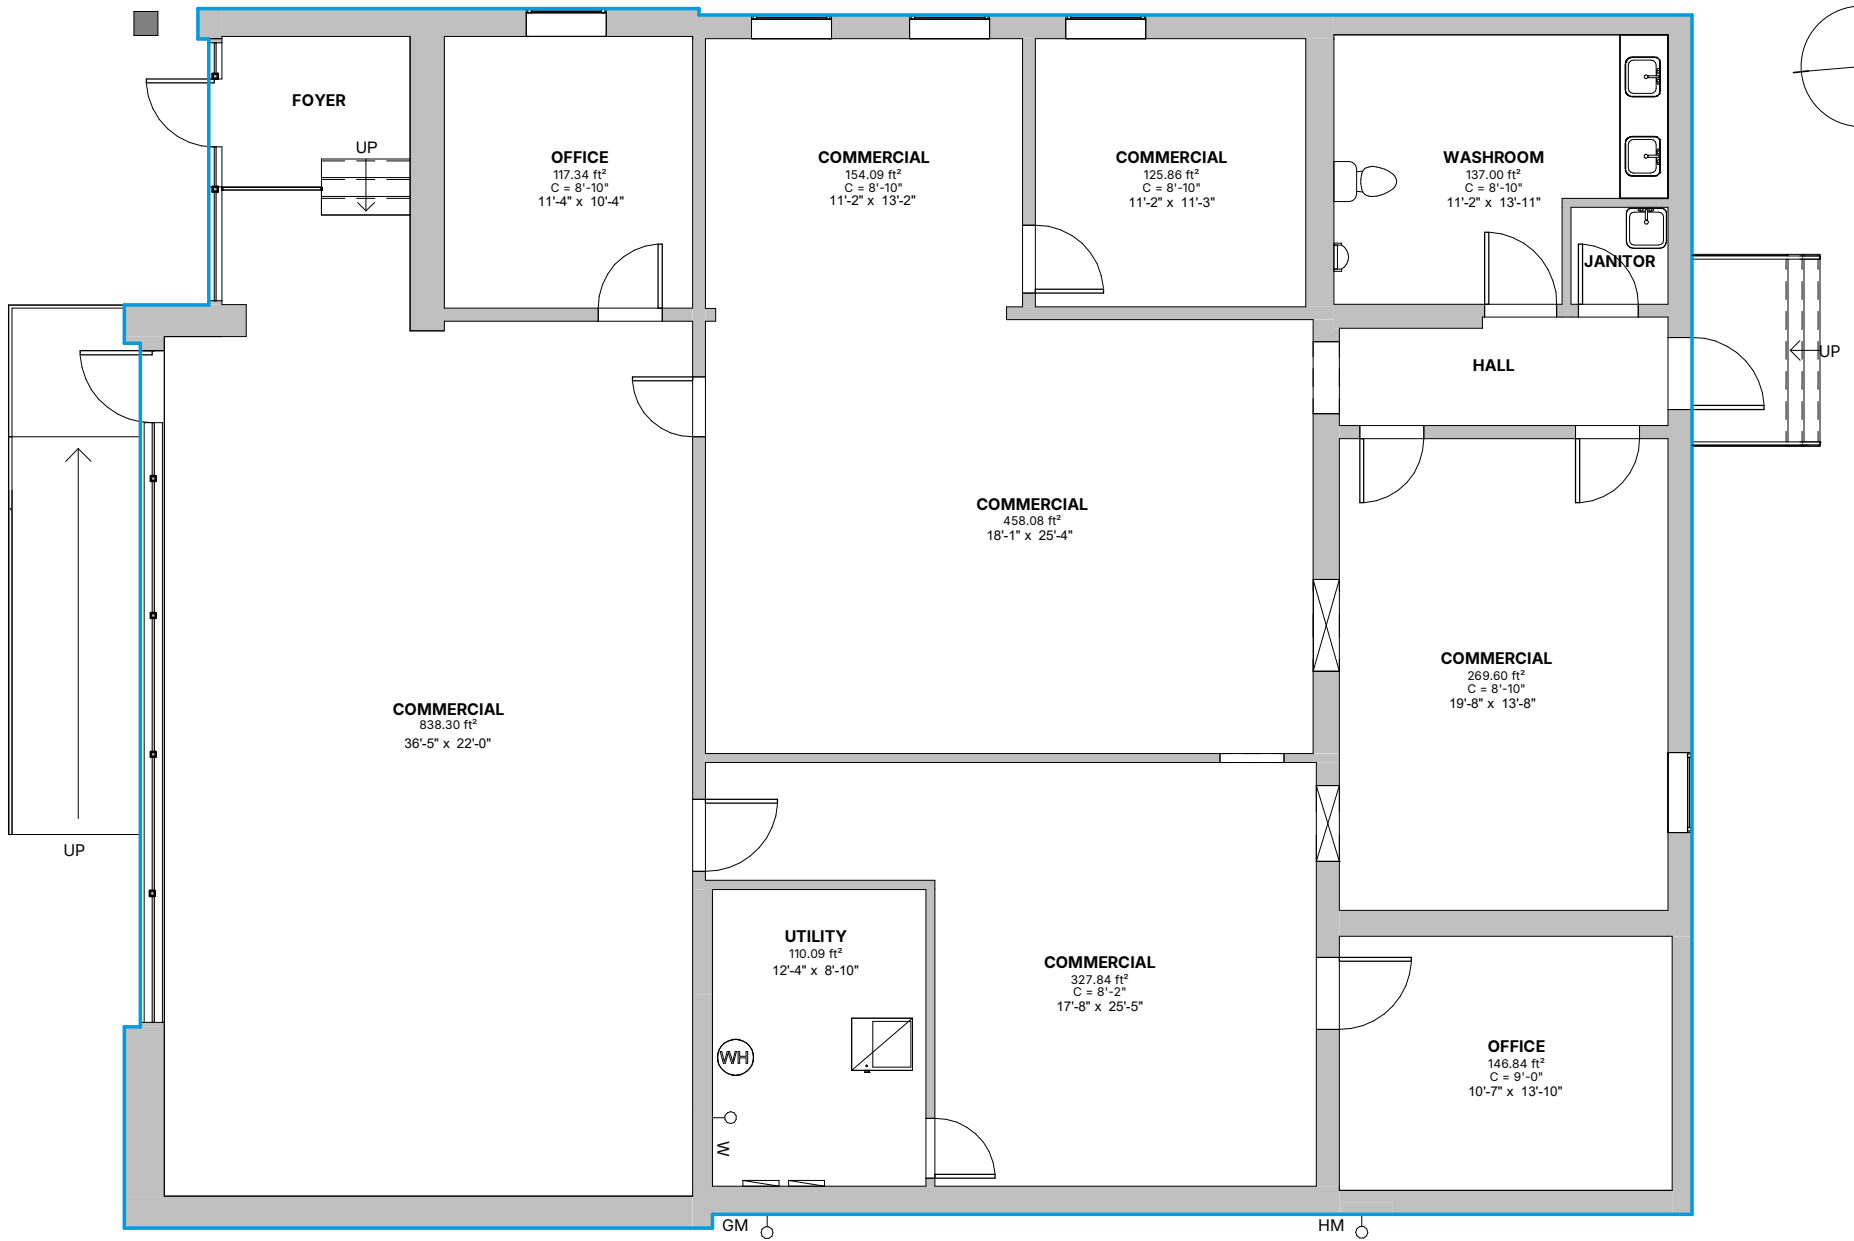 FOYER
UP
OFFICE
117.34 ft²
C = 8'-10"
11'-4" x 10'-4"
COMMERCIAL
154.09 ft²
C = 8'-10"
11'-2" x 13'-2"
COMMERCIAL
125.86 ft²
C = 8'-10"
11'-2" x 11'-3"
WASHROOM
137.00 ft²
C = 8'-10"
11'-2" x 13'-11"
JANITOR
HALL
UP
COMMERCIAL
458.08 ft²
18'-1" x 25'-4"
COMMERCIAL
269.60 ft²
C = 8'-10"
19'-8" x 13'-8"
COMMERCIAL
838.30 ft²
36'-5" x 22'-0"
UP
UTILITY
110.09 ft²
12'-4" x 8'-10"
COMMERCIAL
327.84 ft²
C = 8'-2"
17'-8" x 25'-5"
OFFICE
146.84 ft²
C = 9'-0"
10'-7" x 13'-10"
WH
W
GM
HM